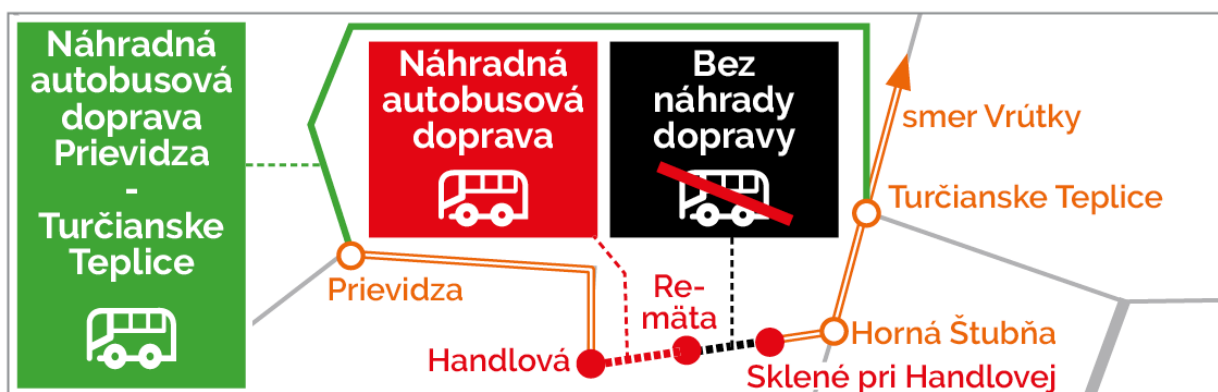 Náhradná
autobusová
doprava
Prievidza
-
Turčianske
Teplice
Náhradná
autobusová
doprava
Bez
náhrady
dopravy
smer Vrútky
Turčianske Teplice
Prievidza
Re-
mäta
Horná Štubňa
Handlová
Sklené pri Handlovej